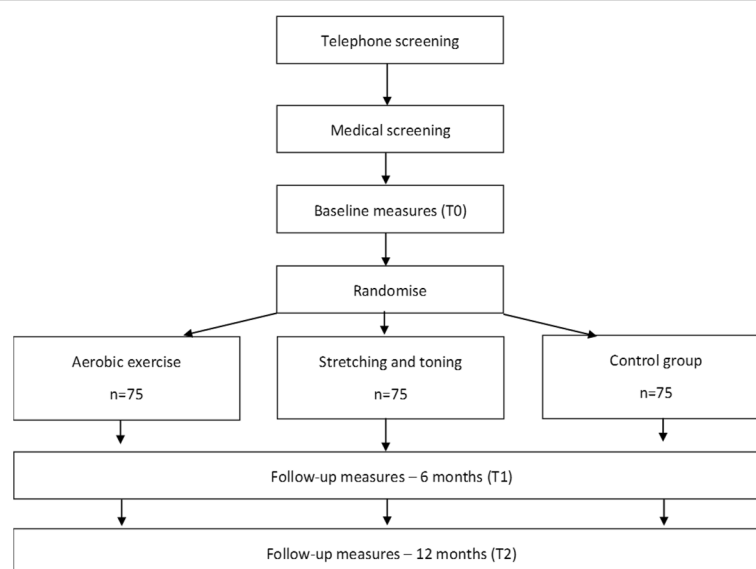 Telephone screening
Medical screening
Baseline measures (T0)
Randomise
Aerobic exercise
n=75
Stretching and toning
n=75
Control group
n=75
Follow-up measures – 6 months (T1)
Follow-up measures – 12 months (T2)